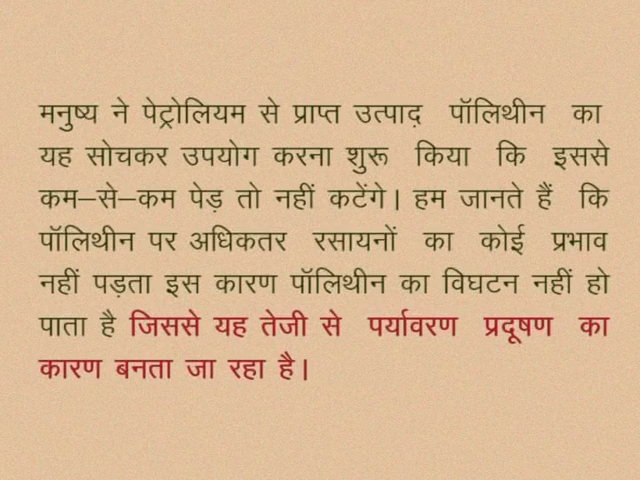 मनुष्य ने पेट्रोलियम से प्राप्त उत्पाद़ पॉलिथीन का
यह सोचकर उपयोग करना शुरू किया कि इससे
कम–से–कम पेड़ तो नहीं कटेंगे। हम जानते हैं कि
पॉलिथीन पर अधिकतर रसायनों का कोई प्रभाव
नहीं पड़ता इस कारण पॉलिथीन का विघटन नहीं हो
पाता है जिससे यह तेजी से पर्यावरण प्रदूषण का
कारण बनता जा रहा है।